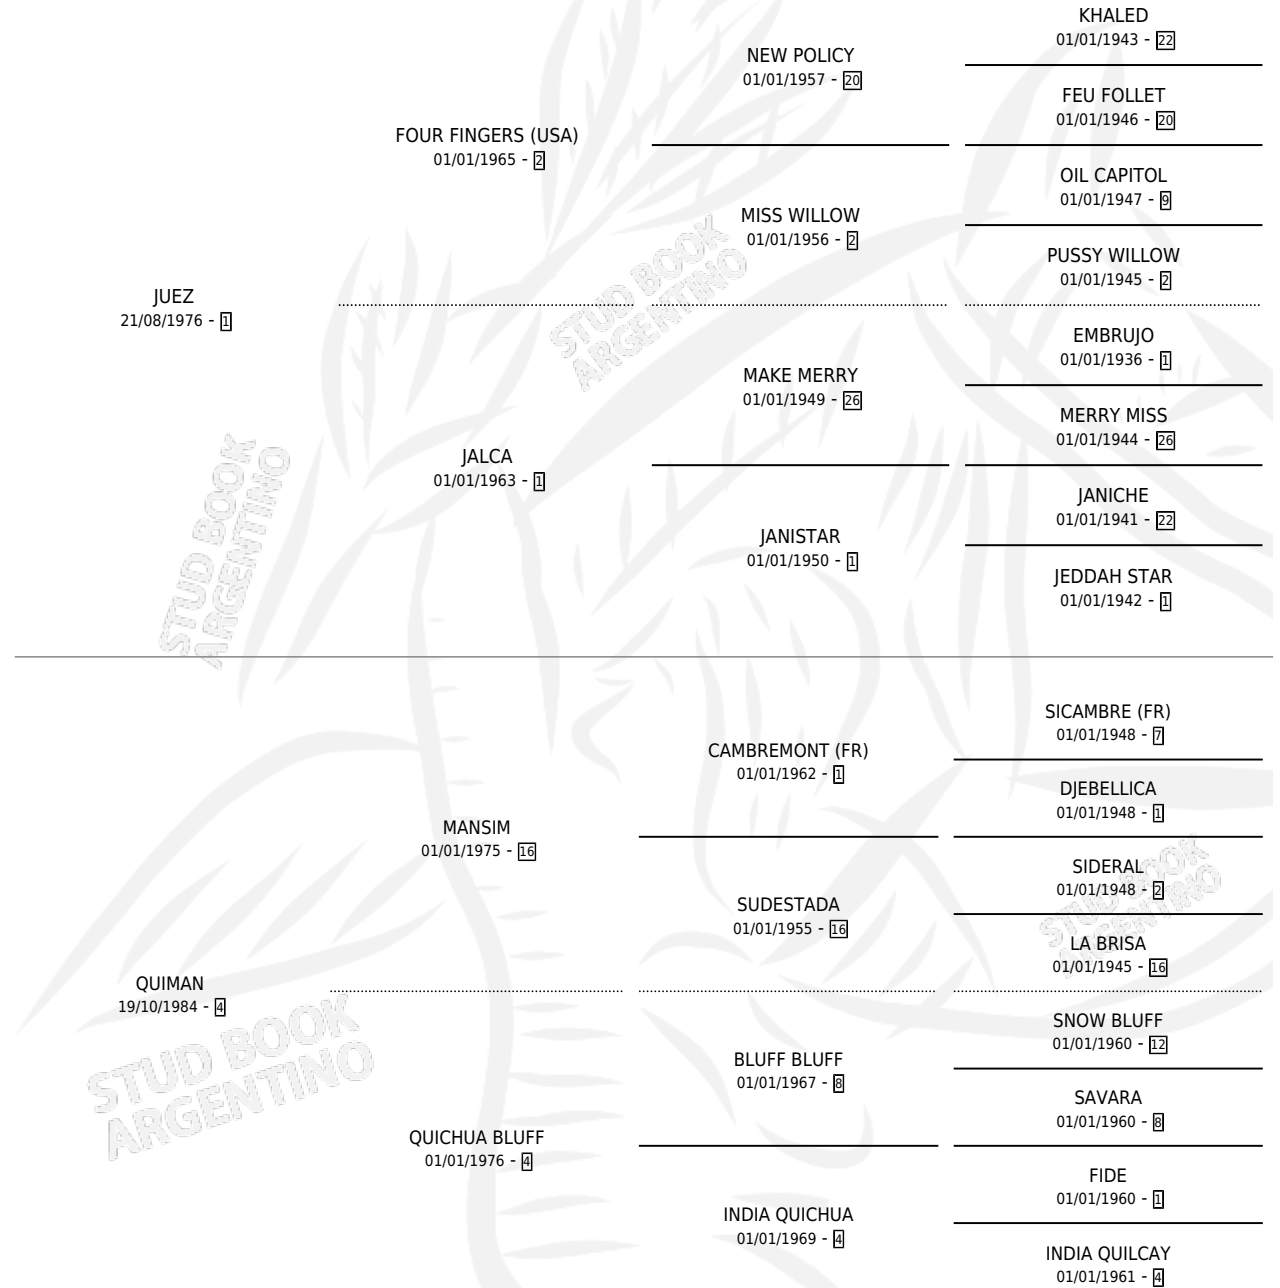 KHALED
01/01/1943 - 22
NEW POLICY
01/01/1957 - 20
FEU FOLLET
01/01/1946 - 20
FOUR FINGERS (USA)
01/01/1965 - 2
OIL CAPITOL
01/01/1947 - 9
MISS WILLOW
01/01/1956 - 2
PUSSY WILLOW
01/01/1945 - 2
JUEZ
21/08/1976 - 1
STUD BOOK
ARGENTINO
EMBRUJO
01/01/1936 - 1
MAKE MERRY
01/01/1949 - 26
MERRY MISS
01/01/1944 - 26
JALCA
01/01/1963 - 1
JANICHE
01/01/1941 - 22
JANISTAR
01/01/1950 - 1
JEDDAH STAR
01/01/1942 - 1
STUD BOOK
ARGENTINO
SICAMBRE (FR)
01/01/1948 - 7
CAMBREMONT (FR)
01/01/1962 - 1
DJEBELLICA
01/01/1948 - 1
MANSIM
01/01/1975 - 16
SIDERAL
01/01/1948 - 2
SUDESTADA
01/01/1955 - 16
LA BRISA
01/01/1945 - 16
STUD BOOK
ARGENTINO
QUIMAN
19/10/1984 - 4
SNOW BLUFF
01/01/1960 - 12
BLUFF BLUFF
01/01/1967 - 8
SAVARA
01/01/1960 - 8
STUD BOOK
ARGENTINO
QUICHUA BLUFF
01/01/1976 - 4
FIDE
01/01/1960 - 1
INDIA QUICHUA
01/01/1969 - 4
INDIA QUILCAY
01/01/1961 - 4